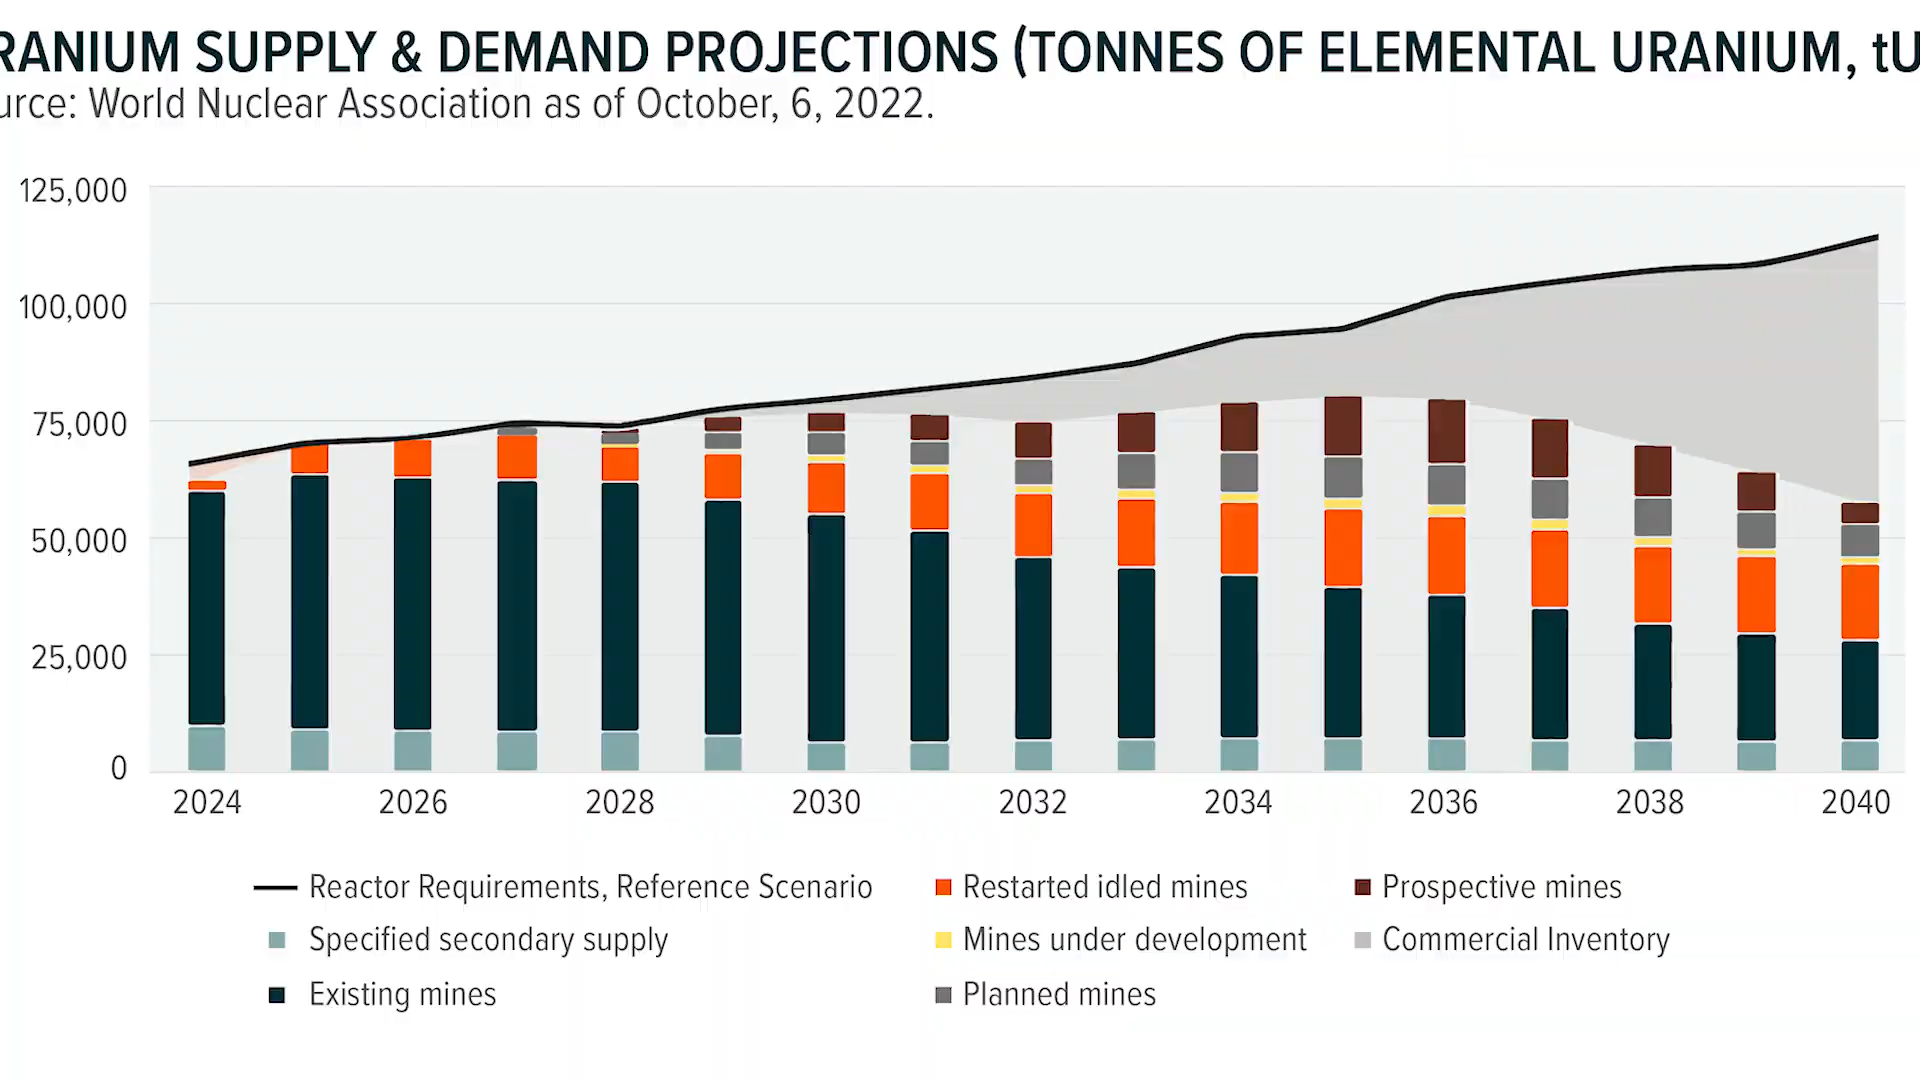 RANIUM SUPPLY & DEMAND PROJECTIONS (TONNES OF ELEMENTAL URANIUM, tU
urce: World Nuclear Association as of October, 6, 2022.
125,000
100,000
75,000
50,000
25,000
0
2024 2026 2028 2030 2032 2034 2036 2038 2040
Reactor Requirements, Reference Scenario
Specified secondary supply
Existing mines
Restarted idled mines
Mines under development
Planned mines
Prospective mines
Commercial Inventory